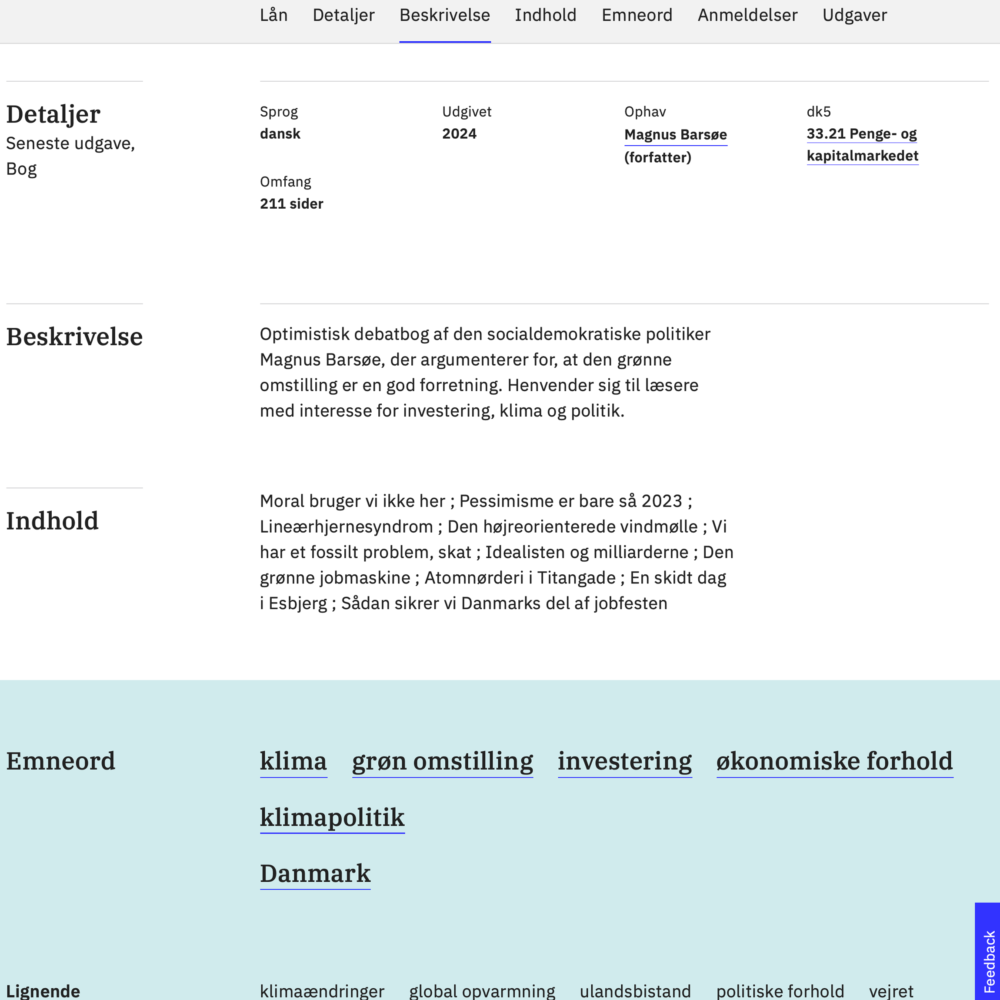 Lån Detaljer Beskrivelse Indhold Emneord Anmeldelser Udgaver
Detaljer
Seneste udgave,
Bog
Sprog
dansk
Udgivet
2024
Ophav
Magnus Barsøe
(forfatter)
dk5
33.21 Penge- og
kapitalmarkedet
Omfang
211 sider
Beskrivelse
Optimistisk debatbog af den socialdemokratiske politiker
Magnus Barsøe, der argumenterer for, at den grønne
omstilling er en god forretning. Henvender sig til læsere
med interesse for investering, klima og politik.
Indhold
Moral bruger vi ikke her ; Pessimisme er bare så 2023 ;
Lineærhjernesyndrom ; Den højreorienterede vindmølle ; Vi
har et fossilt problem, skat ; Idealisten og milliarderne ; Den
grønne jobmaskine ; Atomnørderi i Titangade ; En skidt dag
i Esbjerg ; Sådan sikrer vi Danmarks del af jobfesten
Emneord
klima grøn omstilling investering økonomiske forhold
klimapolitik
Danmark
Feedback
Lignende
klimaændringer global opvarmning ulandsbistand politiske forhold vejret